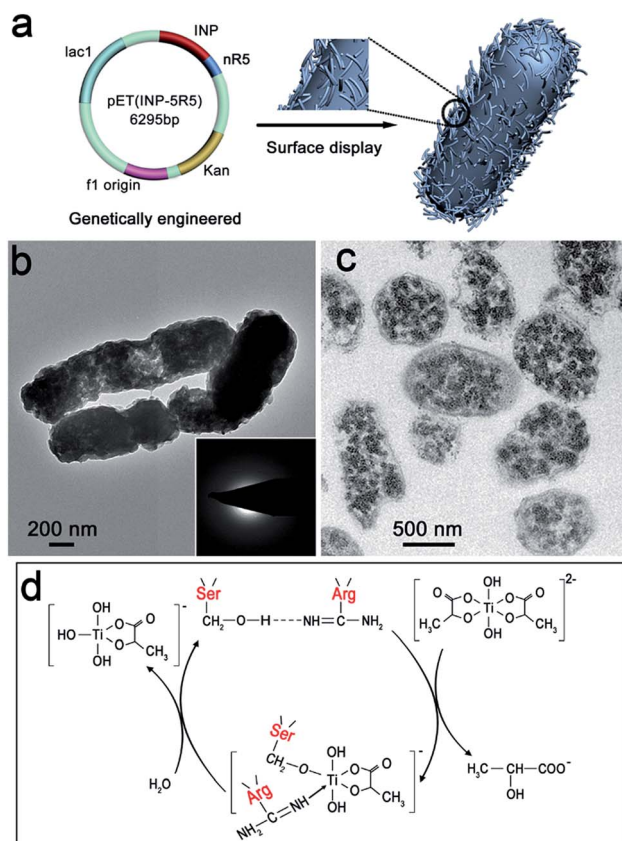 a
INP
lac1
nR5
pET(INP-5R5)
6295bp
Kan
f1 origin
Surface display
Genetically engineered
b
200 nm
c
500 nm
d
Ser
Arg
CH₂—O—H----NH=C—NH₂
[HO—Ti OH OH O O O CH₃]⁻
[O O Ti OH OH O O O O H₃C CH₃]²⁻
H₂O
[Ser CH₂ O Ti OH OH O O O CH₃ Arg NH₂—C=NH]⁻
H₃C—CH—COO⁻
OH